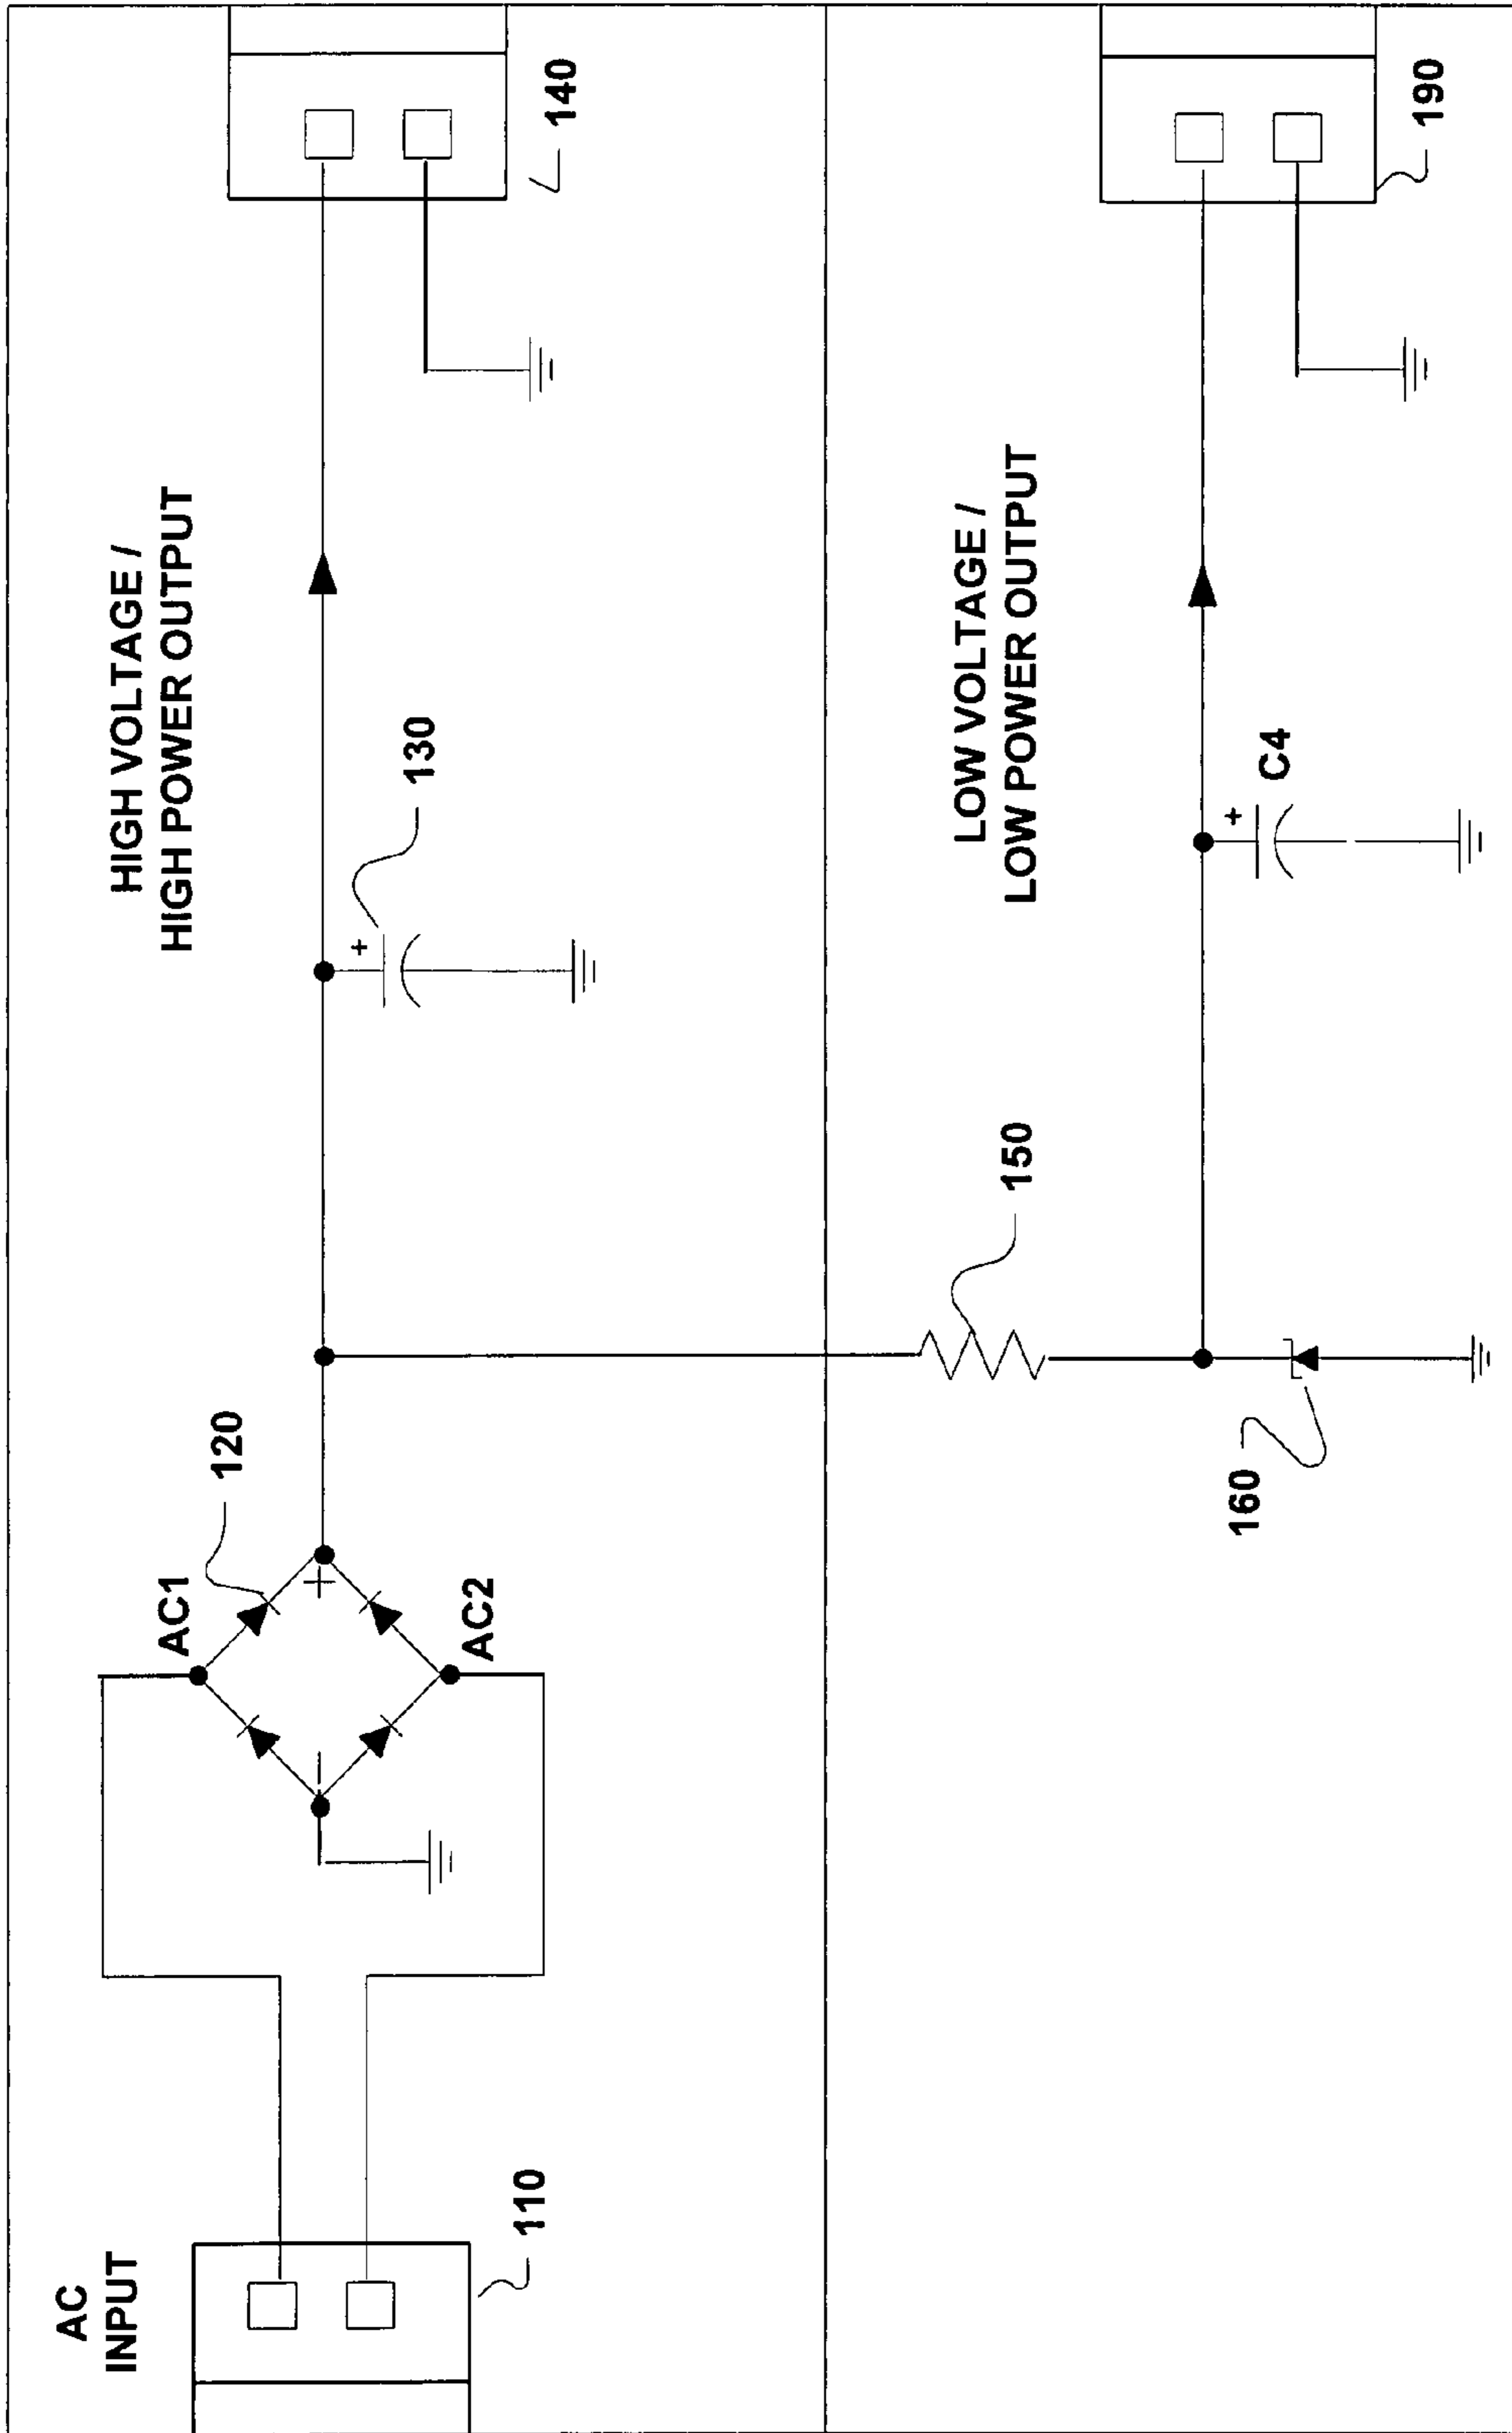 AC
INPUT
110
AC1
120
AC2
+
HIGH VOLTAGE /
HIGH POWER OUTPUT
+
130
140
150
160
LOW VOLTAGE /
LOW POWER OUTPUT
+
C4
190